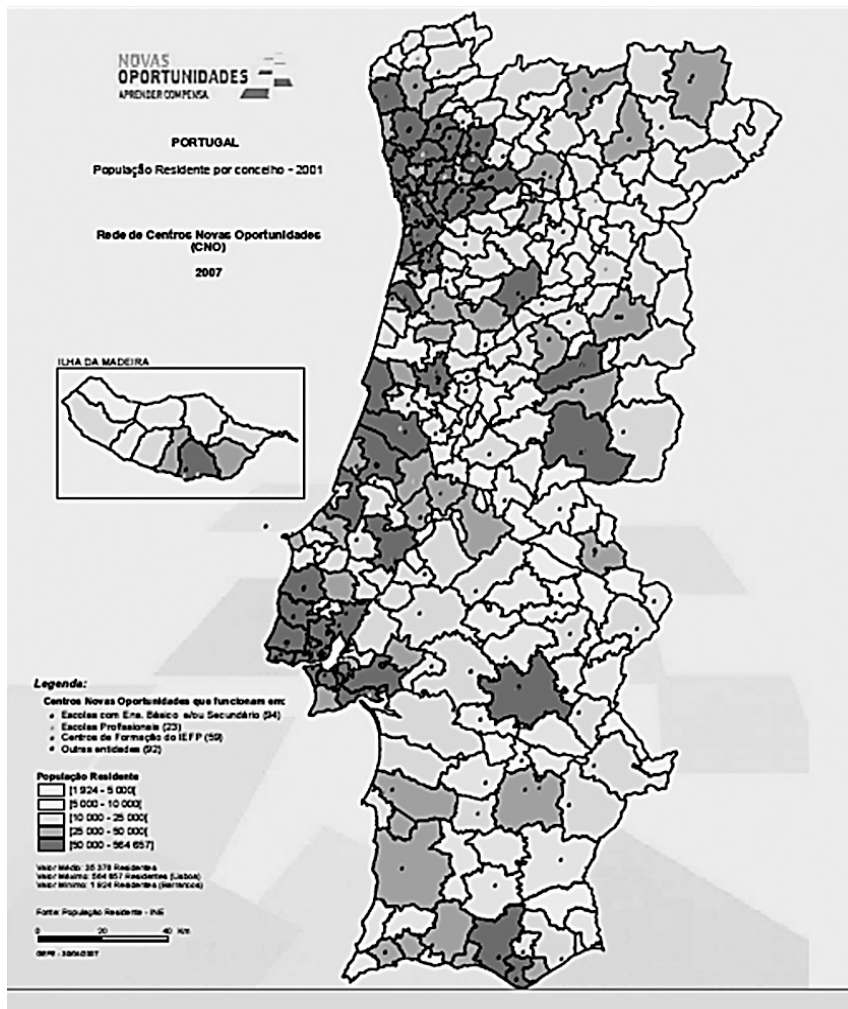 NOVAS
OPORTUNIDADES
APRENDER COMPENSA
PORTUGAL
População Residente por concelho - 2001
Rede de Centros Novas Oportunidades
(CNO)
2007
ILHA DA MADEIRA
Legenda:
Centros Novas Oportunidades que funcionam em:
Escolas com Ens. Básico e/ou Secundário (94)
Escolas Profissionais (23)
Centros de Formação do IEFP (59)
Outras entidades (92)
População Residente
[1 924 - 5 000[
[5 000 - 10 000[
[10 000 - 25 000[
[25 000 - 50 000[
[50 000 - 564 657]
Valor Médio: 35 378 Residentes
Valor Máximo: 564 657 Residentes (Lisboa)
Valor Mínimo: 1 924 Residentes (Barrancos)
Fonte: População Residente - INE
0 20 40 Km